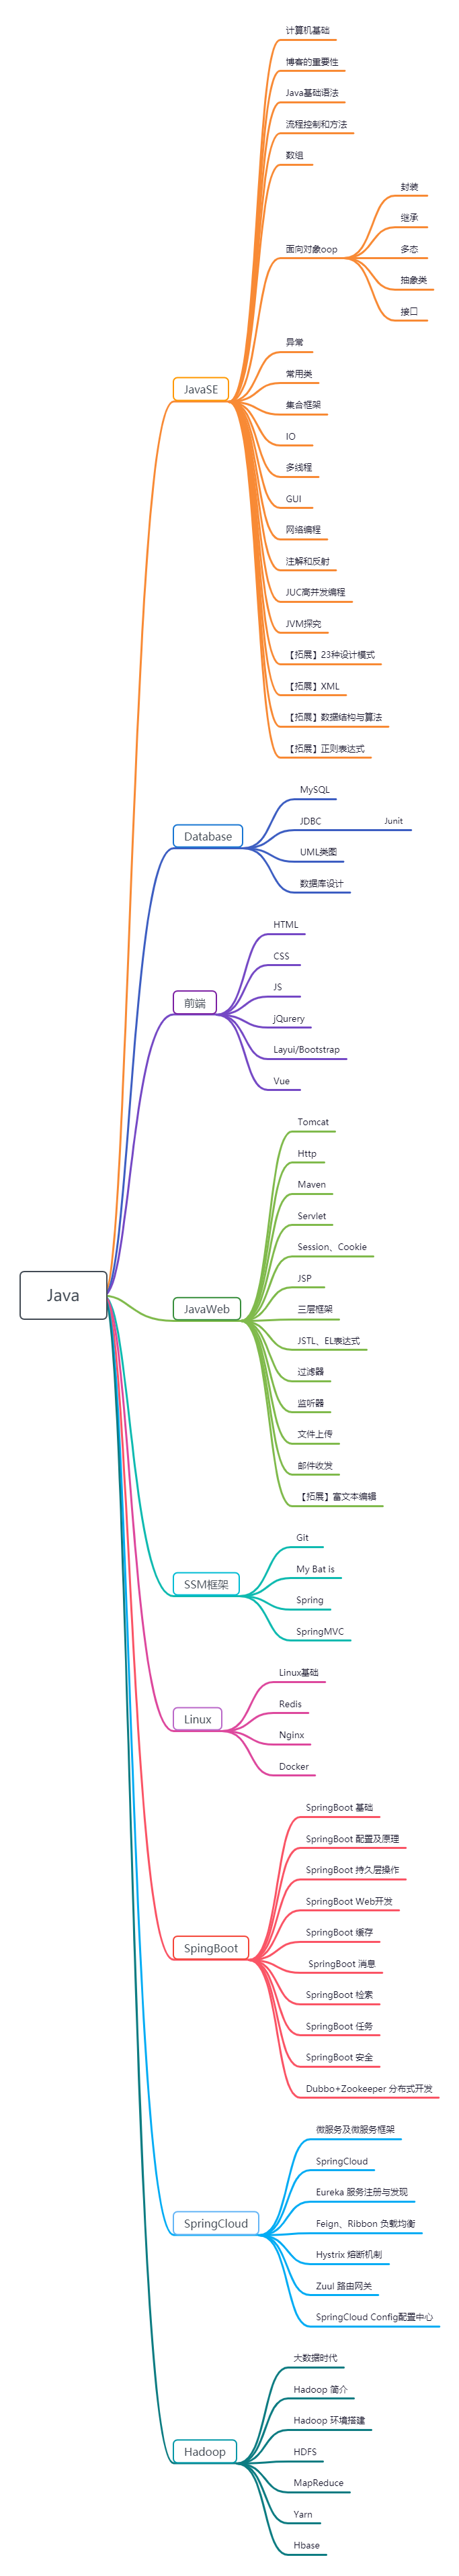 Java
JavaSE
计算机基础
博客的重要性
Java基础语法
流程控制和方法
数组
面向对象oop
封装
继承
多态
抽象类
接口
异常
常用类
集合框架
IO
多线程
GUI
网络编程
注解和反射
JUC高并发编程
JVM探究
【拓展】23种设计模式
【拓展】XML
【拓展】数据结构与算法
【拓展】正则表达式
Database
MySQL
JDBC
Junit
UML类图
数据库设计
前端
HTML
CSS
JS
jQurery
Layui/Bootstrap
Vue
JavaWeb
Tomcat
Http
Maven
Servlet
Session、Cookie
JSP
三层框架
JSTL、EL表达式
过滤器
监听器
文件上传
邮件收发
【拓展】富文本编辑
SSM框架
Git
My Bat is
Spring
SpringMVC
Linux
Linux基础
Redis
Nginx
Docker
SpingBoot
SpringBoot 基础
SpringBoot 配置及原理
SpringBoot 持久层操作
SpringBoot Web开发
SpringBoot 缓存
SpringBoot 消息
SpringBoot 检索
SpringBoot 任务
SpringBoot 安全
Dubbo+Zookeeper 分布式开发
SpringCloud
微服务及微服务框架
SpringCloud
Eureka 服务注册与发现
Feign、Ribbon 负载均衡
Hystrix 熔断机制
Zuul 路由网关
SpringCloud Config配置中心
Hadoop
大数据时代
Hadoop 简介
Hadoop 环境搭建
HDFS
MapReduce
Yarn
Hbase